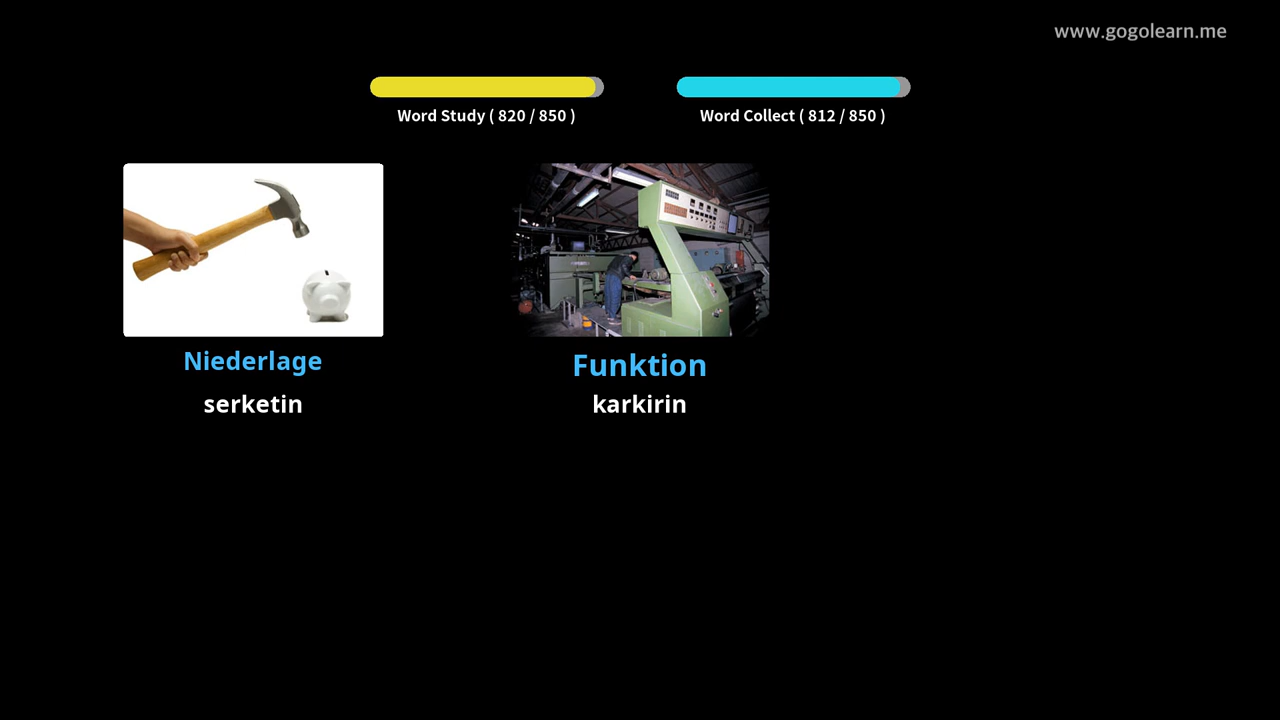 www.gogolearn.me
Word Study ( 820 / 850 )
Word Collect ( 812 / 850 )
Niederlage
Funktion
serketin
karkirin